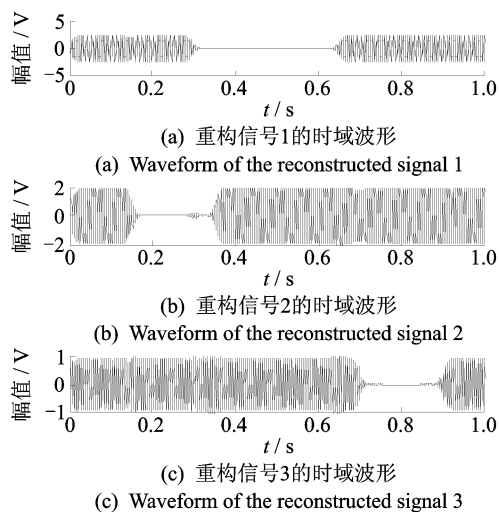 5
0
−5
幅值 / V
0 0.2 0.4 0.6 0.8 1.0
t / s
(a) 重构信号1的时域波形
(a) Waveform of the reconstructed signal 1
2
0
−2
幅值 / V
0 0.2 0.4 0.6 0.8 1.0
t / s
(b) 重构信号2的时域波形
(b) Waveform of the reconstructed signal 2
1
0
−1
幅值 / V
0 0.2 0.4 0.6 0.8 1.0
t / s
(c) 重构信号3的时域波形
(c) Waveform of the reconstructed signal 3